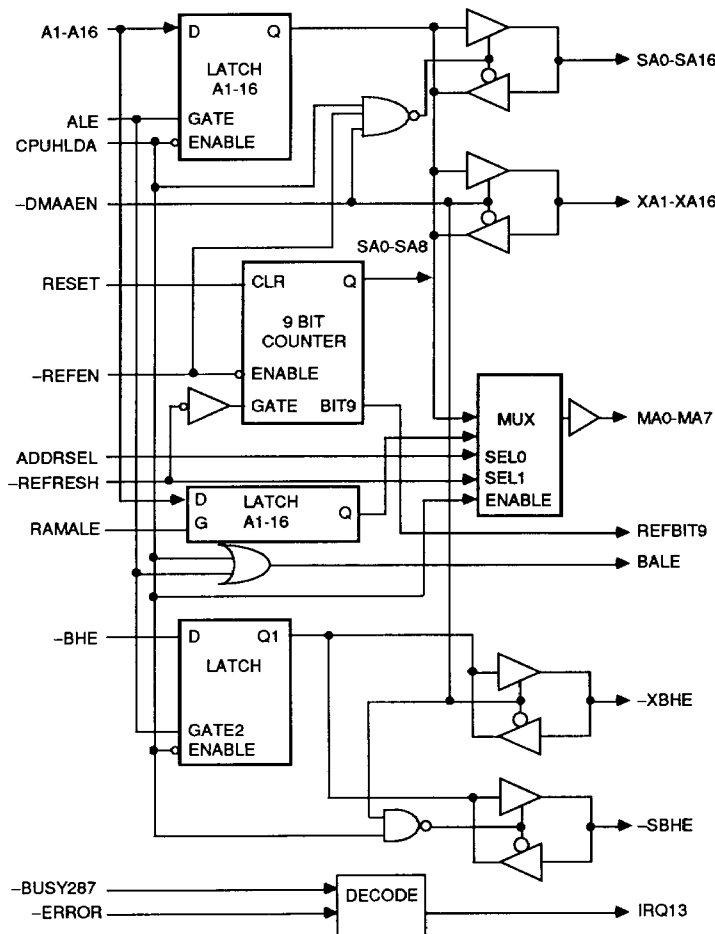 A1-A16
D
Q
LATCH
A1-16
GATE
ENABLE
SA0-SA16
ALE
CPUHLDA
–DMAAEN
XA1-XA16
SA0-SA8
RESET
CLR
Q
9 BIT
COUNTER
–REFEN
ENABLE
GATE
BIT9
MUX
SEL0
SEL1
ENABLE
MA0-MA7
ADDRSEL
–REFRESH
D
LATCH
A1-16
Q
G
RAMALE
REFBIT9
BALE
–BHE
D
Q1
LATCH
GATE2
ENABLE
–XBHE
–SBHE
–BUSY287
–ERROR
DECODE
IRQ13